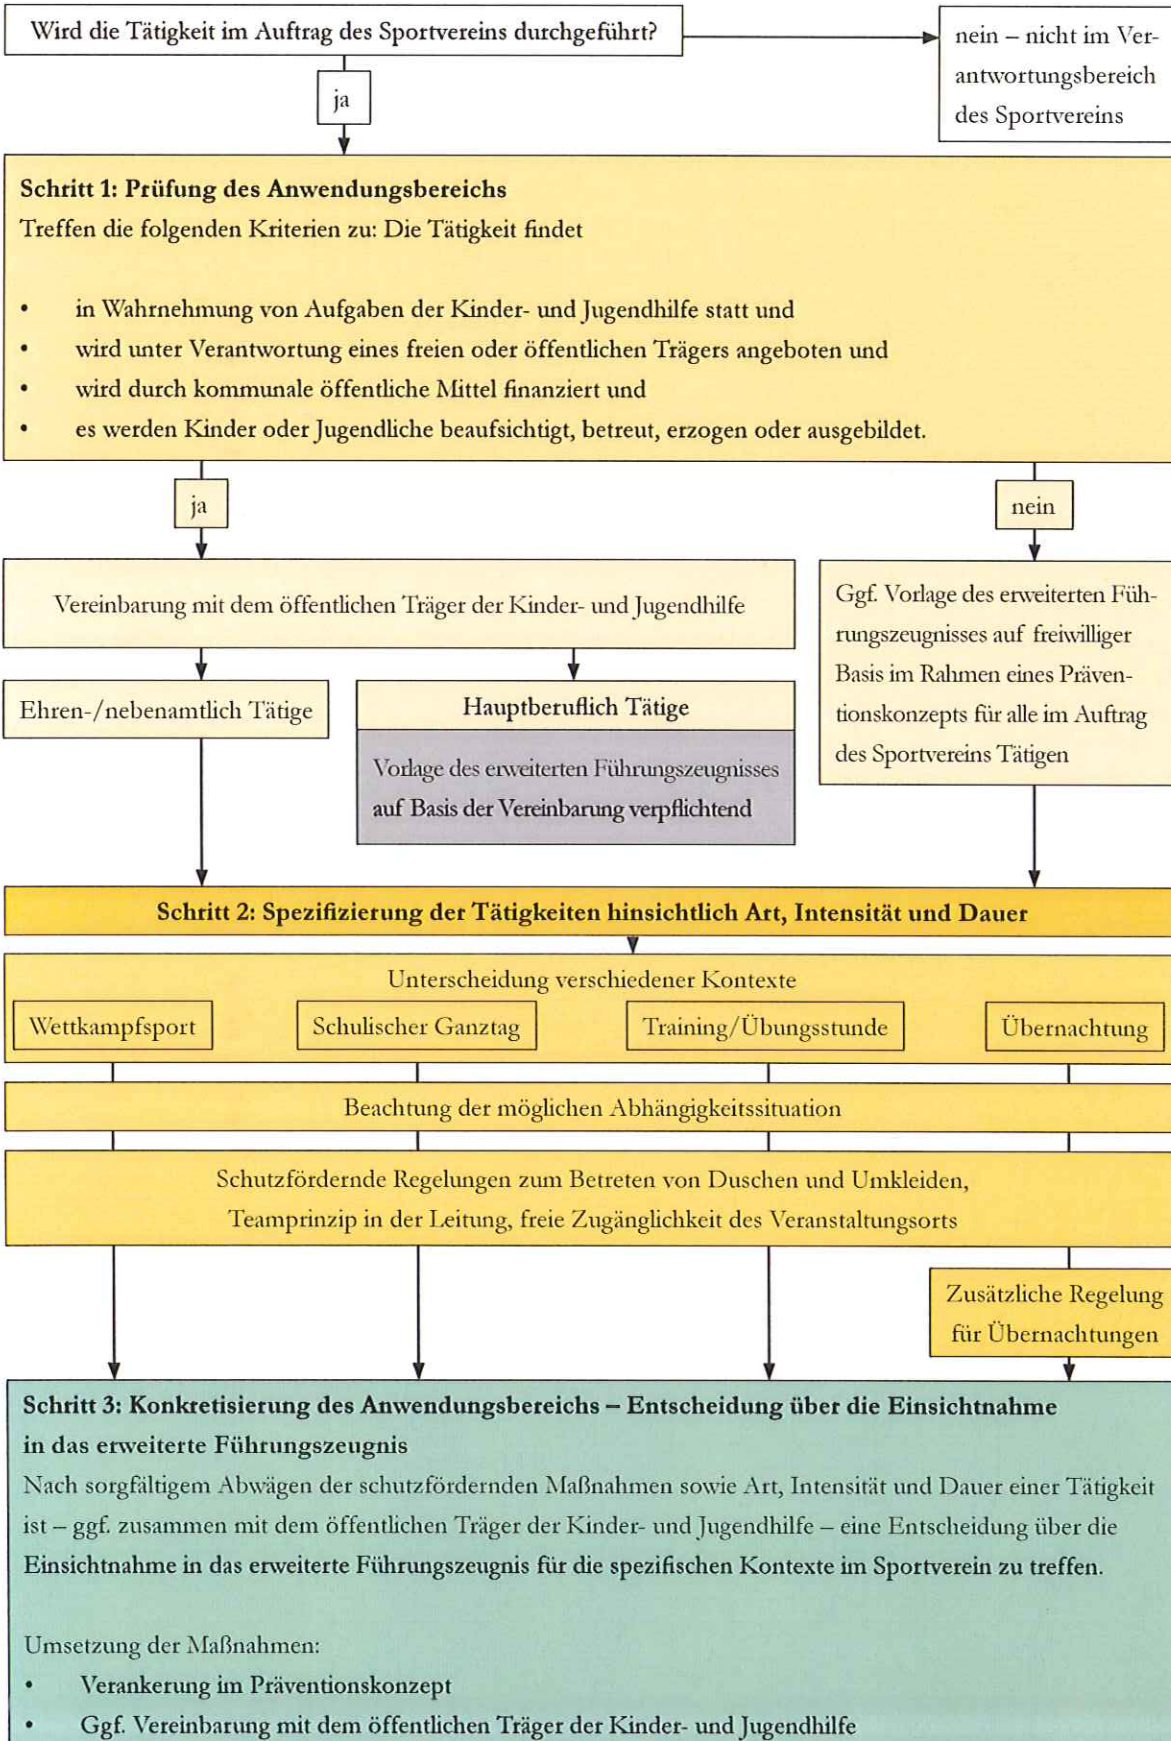 Wird die Tätigkeit im Auftrag des Sportvereins durchgeführt?
nein – nicht im Ver-
antwortungsbereich
des Sportvereins
ja
Schritt 1: Prüfung des Anwendungsbereichs
Treffen die folgenden Kriterien zu: Die Tätigkeit findet
• in Wahrnehmung von Aufgaben der Kinder- und Jugendhilfe statt und
• wird unter Verantwortung eines freien oder öffentlichen Trägers angeboten und
• wird durch kommunale öffentliche Mittel finanziert und
• es werden Kinder oder Jugendliche beaufsichtigt, betreut, erzogen oder ausgebildet.
ja
nein
Vereinbarung mit dem öffentlichen Träger der Kinder- und Jugendhilfe
Ggf. Vorlage des erweiterten Füh-
rungszeugnisses auf freiwilliger
Basis im Rahmen eines Präven-
tionskonzepts für alle im Auftrag
des Sportvereins Tätigen
Ehren-/nebenamtlich Tätige
Hauptberuflich Tätige
Vorlage des erweiterten Führungszeugnisses
auf Basis der Vereinbarung verpflichtend
Schritt 2: Spezifizierung der Tätigkeiten hinsichtlich Art, Intensität und Dauer
Unterscheidung verschiedener Kontexte
Wettkampfsport
Schulischer Ganztag
Training/Übungsstunde
Übernachtung
Beachtung der möglichen Abhängigkeitssituation
Schutzfördernde Regelungen zum Betreten von Duschen und Umkleiden,
Teamprinzip in der Leitung, freie Zugänglichkeit des Veranstaltungsorts
Zusätzliche Regelung
für Übernachtungen
Schritt 3: Konkretisierung des Anwendungsbereichs – Entscheidung über die Einsichtnahme
in das erweiterte Führungszeugnis
Nach sorgfältigem Abwägen der schutzfördernden Maßnahmen sowie Art, Intensität und Dauer einer Tätigkeit
ist – ggf. zusammen mit dem öffentlichen Träger der Kinder- und Jugendhilfe – eine Entscheidung über die
Einsichtnahme in das erweiterte Führungszeugnis für die spezifischen Kontexte im Sportverein zu treffen.
Umsetzung der Maßnahmen:
• Verankerung im Präventionskonzept
• Ggf. Vereinbarung mit dem öffentlichen Träger der Kinder- und Jugendhilfe